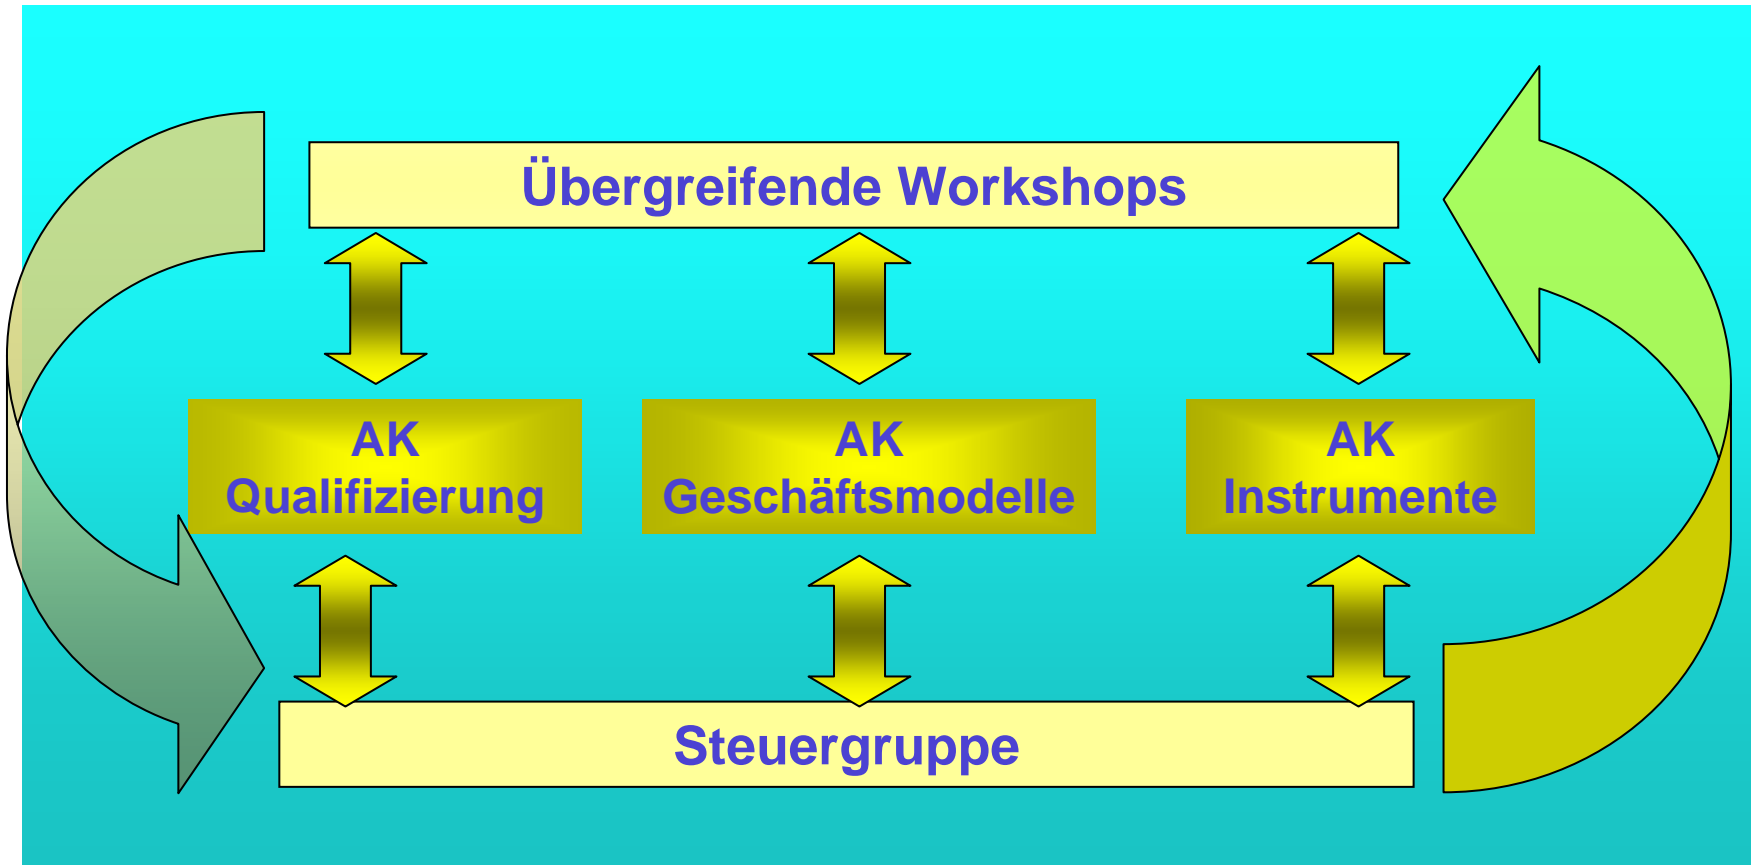 Übergreifende Workshops
AK
Qualifizierung
AK
Geschäftsmodelle
AK
Instrumente
Steuergruppe